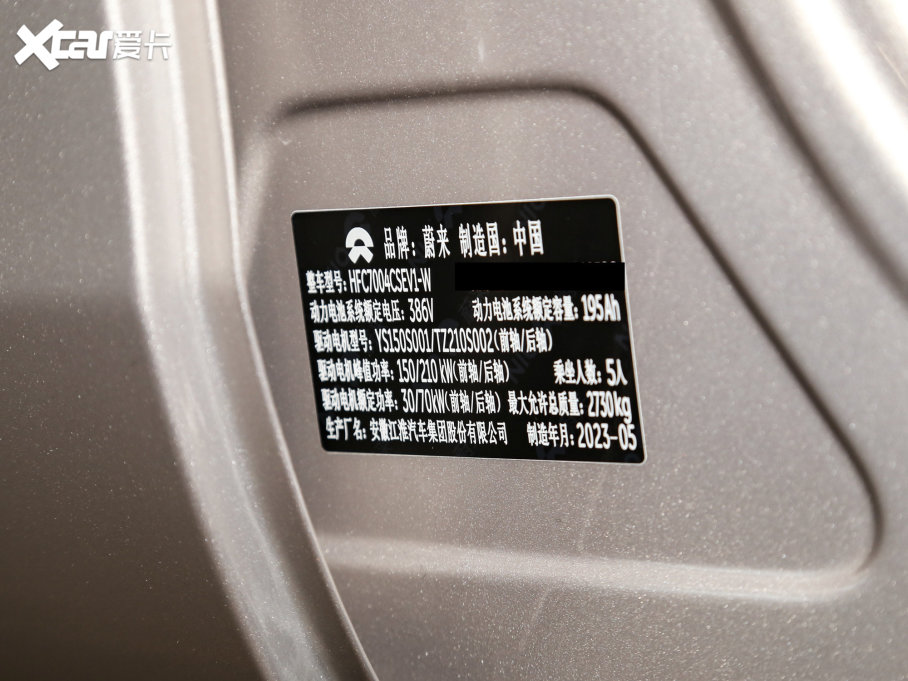 Xcar爱卡
品牌：蔚来 制造国：中国
整车型号：HFC7004CSEV1-W
动力电池系统额定电压：386V 动力电池系统额定容量：195Ah
驱动电机型号：YS150S001/TZ210S002（前轴/后轴）
驱动电机峰值功率：150/210 kW（前轴/后轴） 乘坐人数：5人
驱动电机额定功率：30/70kW（前轴/后轴） 最大允许总质量：2730kg
生产厂名：安徽江淮汽车集团股份有限公司 制造年月：2023-05